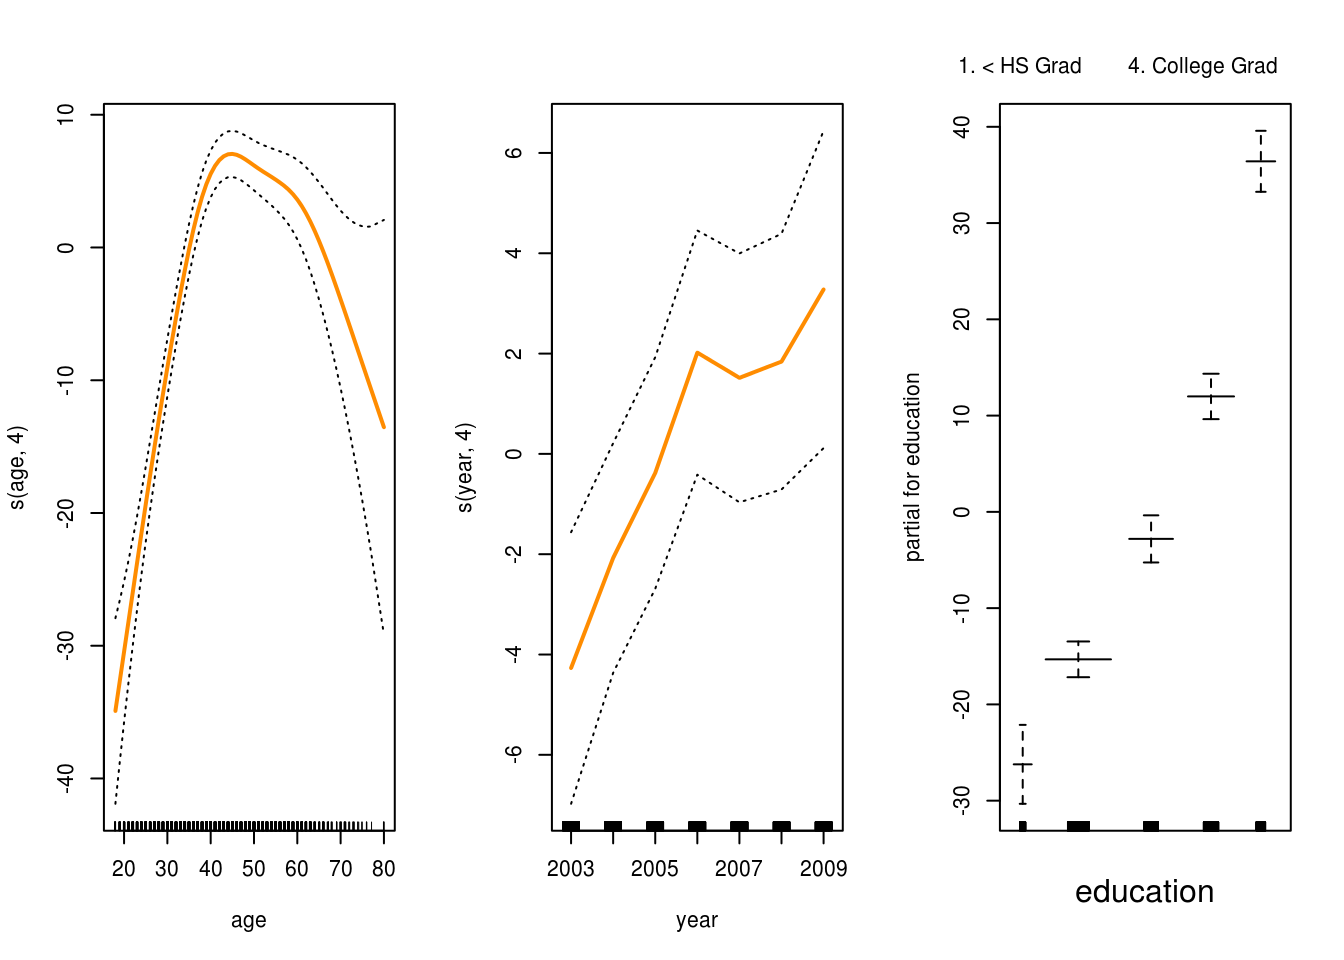 s(age, 4)
10
0
-10
-20
-30
-40
20 30 40 50 60 70 80
age
s(year, 4)
6
4
2
0
-2
-4
-6
2003 2005 2007 2009
year
1. < HS Grad 4. College Grad
partial for education
40
30
20
10
0
-10
-20
-30
education